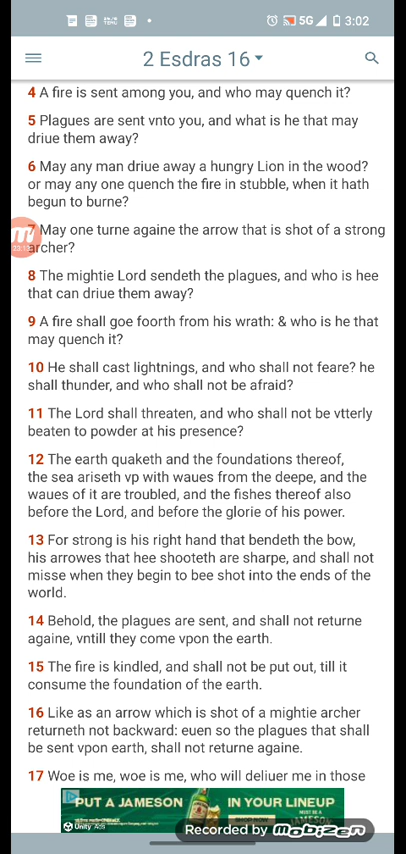 5G 3:02
2 Esdras 16
4 A fire is sent among you, and who may quench it?
5 Plagues are sent vnto you, and what is he that may
driue them away?
6 May any man driue away a hungry Lion in the wood?
or may any one quench the fire in stubble, when it hath
begun to burne?
7 May one turne againe the arrow that is shot of a strong
archer?
8 The mightie Lord sendeth the plagues, and who is hee
that can driue them away?
9 A fire shall goe foorth from his wrath: & who is he that
may quench it?
10 He shall cast lightnings, and who shall not feare? he
shall thunder, and who shall not be afraid?
11 The Lord shall threaten, and who shall not be vtterly
beaten to powder at his presence?
12 The earth quaketh and the foundations thereof,
the sea ariseth vp with waues from the deepe, and the
waues of it are troubled, and the fishes thereof also
before the Lord, and before the glorie of his power.
13 For strong is his right hand that bendeth the bow,
his arrowes that hee shooteth are sharpe, and shall not
misse when they begin to bee shot into the ends of the
world.
14 Behold, the plagues are sent, and shall not returne
againe, vntill they come vpon the earth.
15 The fire is kindled, and shall not be put out, till it
consume the foundation of the earth.
16 Like as an arrow which is shot of a mightie archer
returneth not backward: euen so the plagues that shall
be sent vpon earth, shall not returne againe.
17 Woe is me, woe is me, who will deliuer me in those
PUT A JAMESON IN YOUR LINEUP
SHOP NOW
Unity Ads
Recorded by mobizen